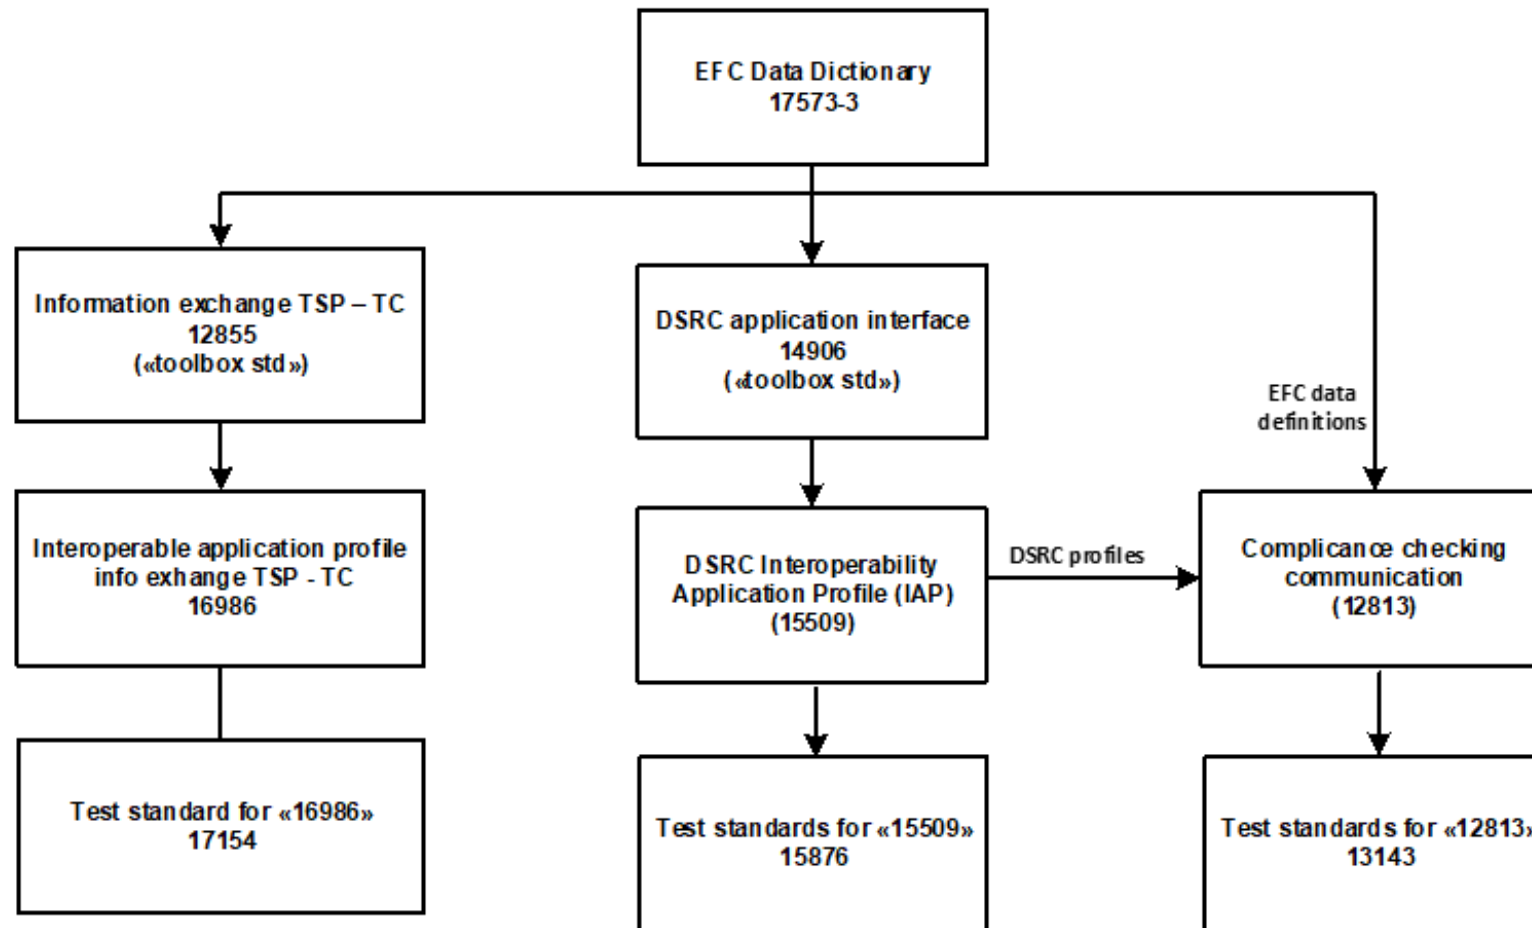 EFC Data Dictionary
17573-3
Information exchange TSP – TC
12855
(«toolbox std»)
DSRC application interface
14906
(«toolbox std»)
EFC data
definitions
Interoperable application profile
info exhange TSP - TC
16986
DSRC Interoperability
Application Profile (IAP)
(15509)
DSRC profiles
Complicance checking
communication
(12813)
Test standard for «16986»
17154
Test standards for «15509»
15876
Test standards for «12813»
13143